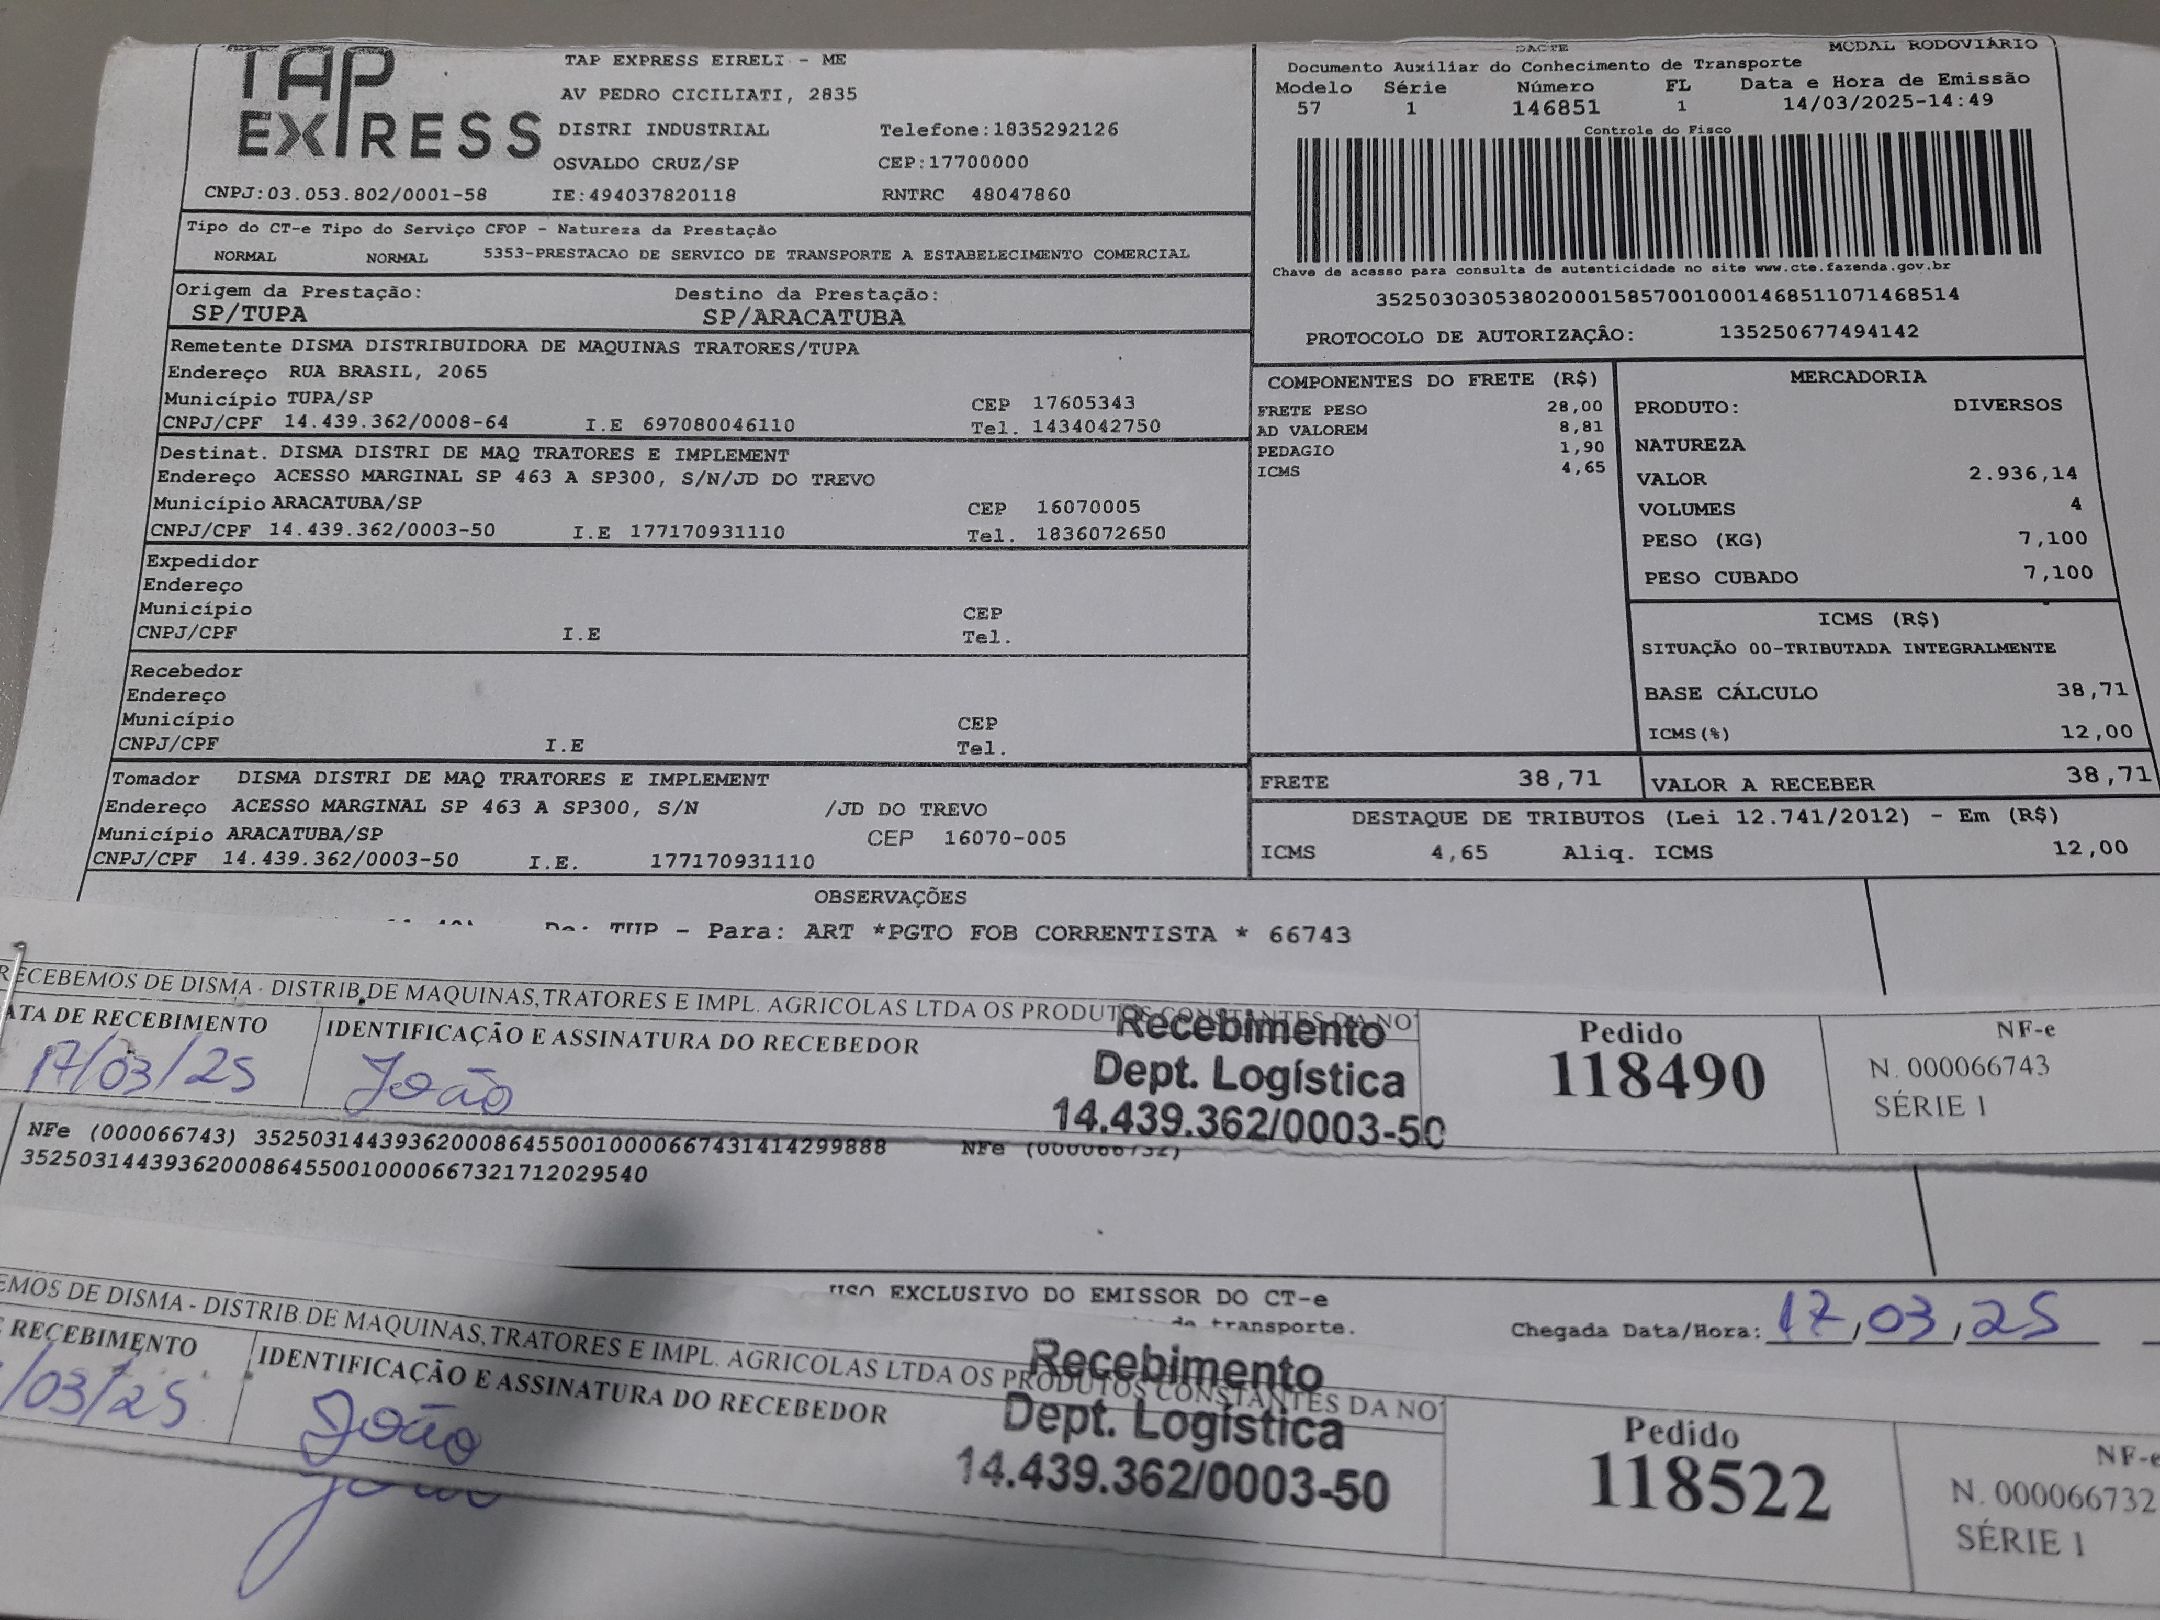 TAP EXPRESS
TAP EXPRESS EIRELI - ME
AV PEDRO CICILIATI, 2835
DISTRI INDUSTRIAL Telefone:1835292126
OSVALDO CRUZ/SP CEP:17700000
CNPJ:03.053.802/0001-58 IE:494037820118 RNTRC 48047860
DACTE MODAL RODOVIÁRIO
Documento Auxiliar do Conhecimento de Transporte
Modelo Série Número FL Data e Hora de Emissão
57 1 146851 1 14/03/2025-14:49
Controle do Fisco
Chave de acesso para consulta de autenticidade no site www.cte.fazenda.gov.br
35250303053802000158570010001468511071468514
PROTOCOLO DE AUTORIZAÇÃO: 135250677494142
Tipo do CT-e Tipo do Serviço CFOP - Natureza da Prestação
NORMAL NORMAL 5353-PRESTACAO DE SERVICO DE TRANSPORTE A ESTABELECIMENTO COMERCIAL
Origem da Prestação: Destino da Prestação:
SP/TUPA SP/ARACATUBA
Remetente DISMA DISTRIBUIDORA DE MAQUINAS TRATORES/TUPA
Endereço RUA BRASIL, 2065
Município TUPA/SP CEP 17605343
CNPJ/CPF 14.439.362/0008-64 I.E 697080046110 Tel. 1434042750
Destinat. DISMA DISTRI DE MAQ TRATORES E IMPLEMENT
Endereço ACESSO MARGINAL SP 463 A SP300, S/N/JD DO TREVO
Município ARACATUBA/SP CEP 16070005
CNPJ/CPF 14.439.362/0003-50 I.E 177170931110 Tel. 1836072650
Expedidor
Endereço
Município CEP
CNPJ/CPF I.E Tel.
Recebedor
Endereço
Município CEP
CNPJ/CPF I.E Tel.
Tomador DISMA DISTRI DE MAQ TRATORES E IMPLEMENT
Endereço ACESSO MARGINAL SP 463 A SP300, S/N /JD DO TREVO
Município ARACATUBA/SP CEP 16070-005
CNPJ/CPF 14.439.362/0003-50 I.E. 177170931110
COMPONENTES DO FRETE (R$)
FRETE PESO 28,00
AD VALOREM 8,81
PEDAGIO 1,90
ICMS 4,65
MERCADORIA
PRODUTO: DIVERSOS
NATUREZA
VALOR 2.936,14
VOLUMES 4
PESO (KG) 7,100
PESO CUBADO 7,100
ICMS (R$)
SITUAÇÃO 00-TRIBUTADA INTEGRALMENTE
BASE CÁLCULO 38,71
ICMS(%) 12,00
FRETE 38,71 VALOR A RECEBER 38,71
DESTAQUE DE TRIBUTOS (Lei 12.741/2012) - Em (R$)
ICMS 4,65 Aliq. ICMS 12,00
OBSERVAÇÕES
De: TUP - Para: ART *PGTO FOB CORRENTISTA * 66743
RECEBEMOS DE DISMA - DISTRIB.DE MAQUINAS,TRATORES E IMPL. AGRICOLAS LTDA OS PRODUTOS CONSTANTES DA NO
ATA DE RECEBIMENTO IDENTIFICAÇÃO E ASSINATURA DO RECEBEDOR
17/03/25 João
Recebimento
Dept. Logística
14.439.362/0003-50
Pedido
118490
NF-e
N. 000066743
SÉRIE 1
NFe (000066743) 35250314439362000864550010000667431414299888 NFe (000066732)
35250314439362000864550010000667321712029540
USO EXCLUSIVO DO EMISSOR DO CT-e
de transporte.
Chegada Data/Hora: 17/03/25
EMOS DE DISMA - DISTRIB.DE MAQUINAS,TRATORES E IMPL. AGRICOLAS LTDA OS PRODUTOS CONSTANTES DA NO
E RECEBIMENTO IDENTIFICAÇÃO E ASSINATURA DO RECEBEDOR
/03/25 João
Recebimento
Dept. Logística
14.439.362/0003-50
Pedido
118522
NF-e
N. 000066732
SÉRIE 1
João